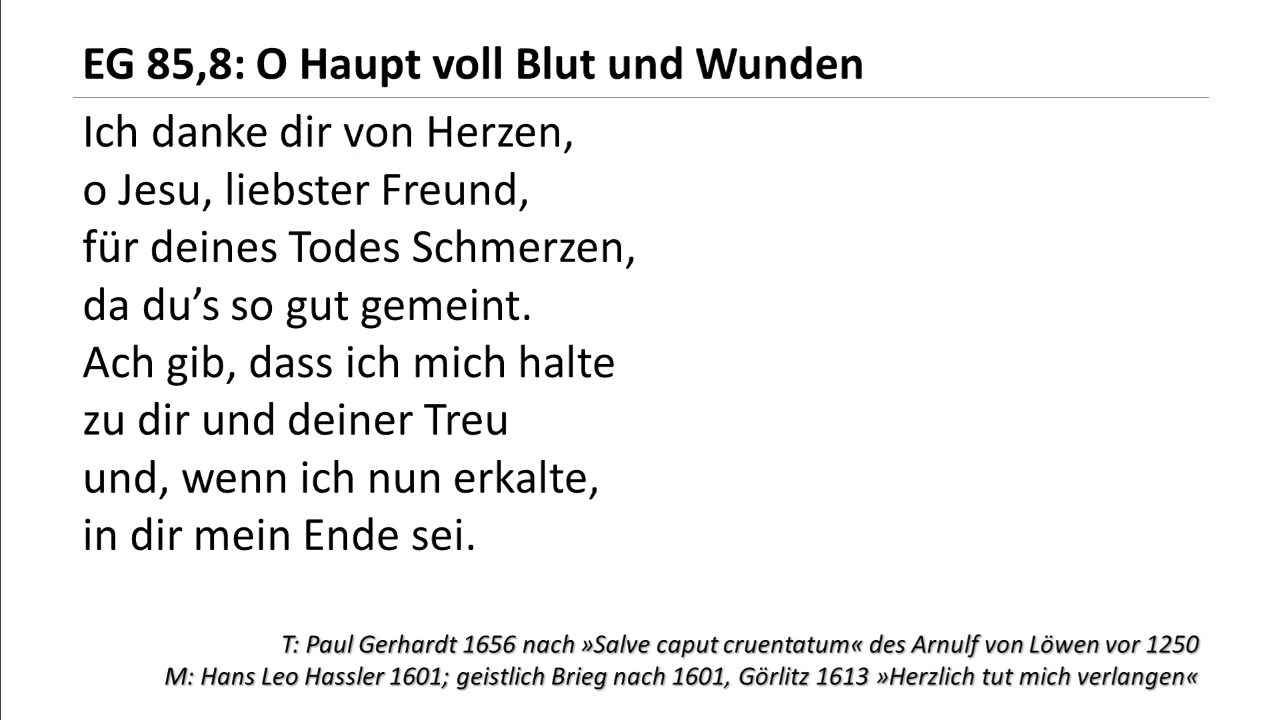 EG 85,8: O Haupt voll Blut und Wunden
Ich danke dir von Herzen,
o Jesu, liebster Freund,
für deines Todes Schmerzen,
da du’s so gut gemeint.
Ach gib, dass ich mich halte
zu dir und deiner Treu
und, wenn ich nun erkalte,
in dir mein Ende sei.
T: Paul Gerhardt 1656 nach »Salve caput cruentatum« des Arnulf von Löwen vor 1250
M: Hans Leo Hassler 1601; geistlich Brieg nach 1601, Görlitz 1613 »Herzlich tut mich verlangen«